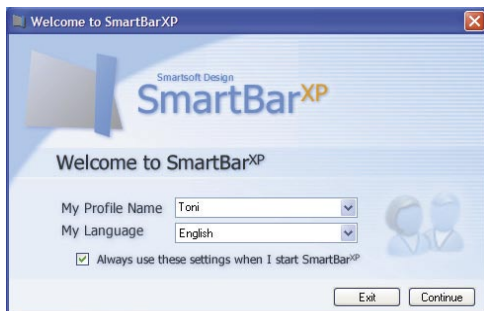 Welcome to SmartBarXP
Smartsoft Design
SmartBarXP
Welcome to SmartBarXP
My Profile Name Toni
My Language English
Always use these settings when I start SmartBarXP
Exit Continue